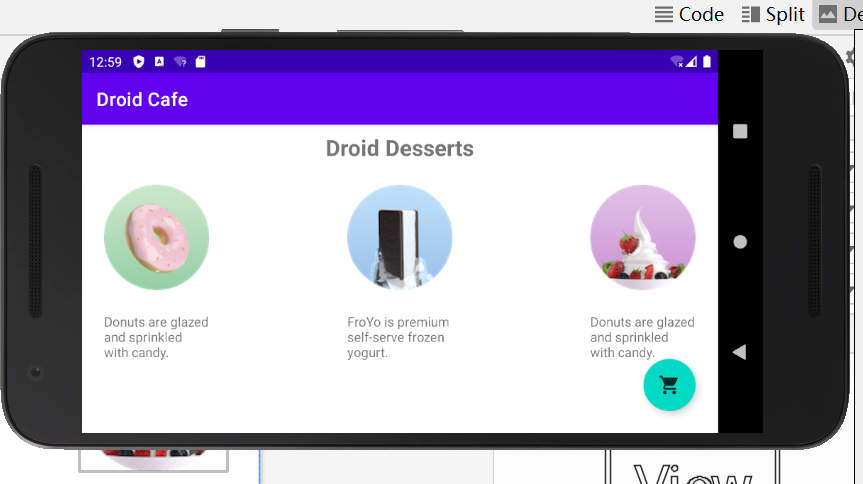 Code Split De
12:59
Droid Cafe
Droid Desserts
Donuts are glazed
and sprinkled
with candy.
FroYo is premium
self-serve frozen
yogurt.
Donuts are glazed
and sprinkled
with candy.
View